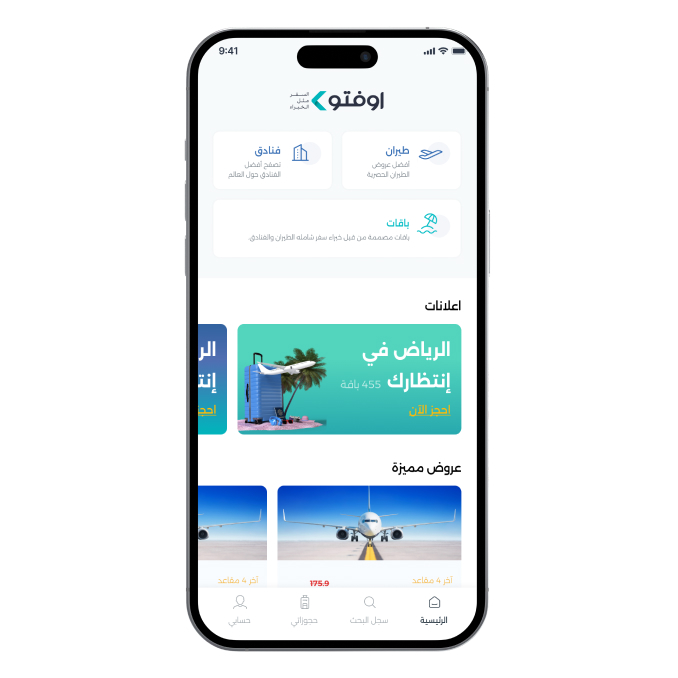 9:41
اوفتو
السفر
على
الخبراء
طيران
أفضل عروض
الطيران الحصرية
فنادق
تصفح أفضل
الفنادق حول العالم
باقات
باقات مصممة من قبل خبراء سفر شامله الطيران والفنادق
اعلانات
الرياض في
إنتظارك 455 باقة
احجز الآن
الر
إنت
احجز
عروض مميزة
آخر 4 مقاعد
175.9
آخر 4 مقاعد
الرئيسية
سجل البحث
حجوزاتي
حسابي